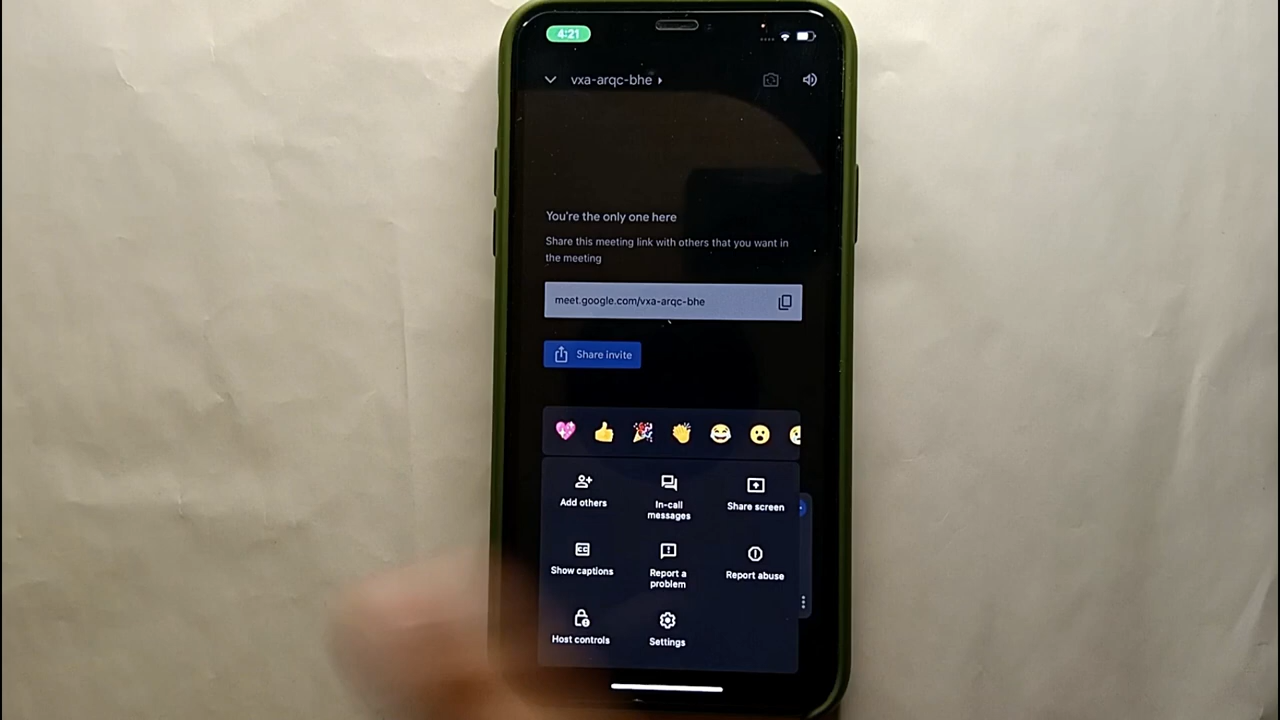 4:21
vxa-arqc-bhe
You're the only one here
Share this meeting link with others that you want in
the meeting
meet.google.com/vxa-arqc-bhe
Share invite
Add others
In-call
messages
Share screen
CC
Show captions
Report a
problem
Report abuse
Host controls
Settings